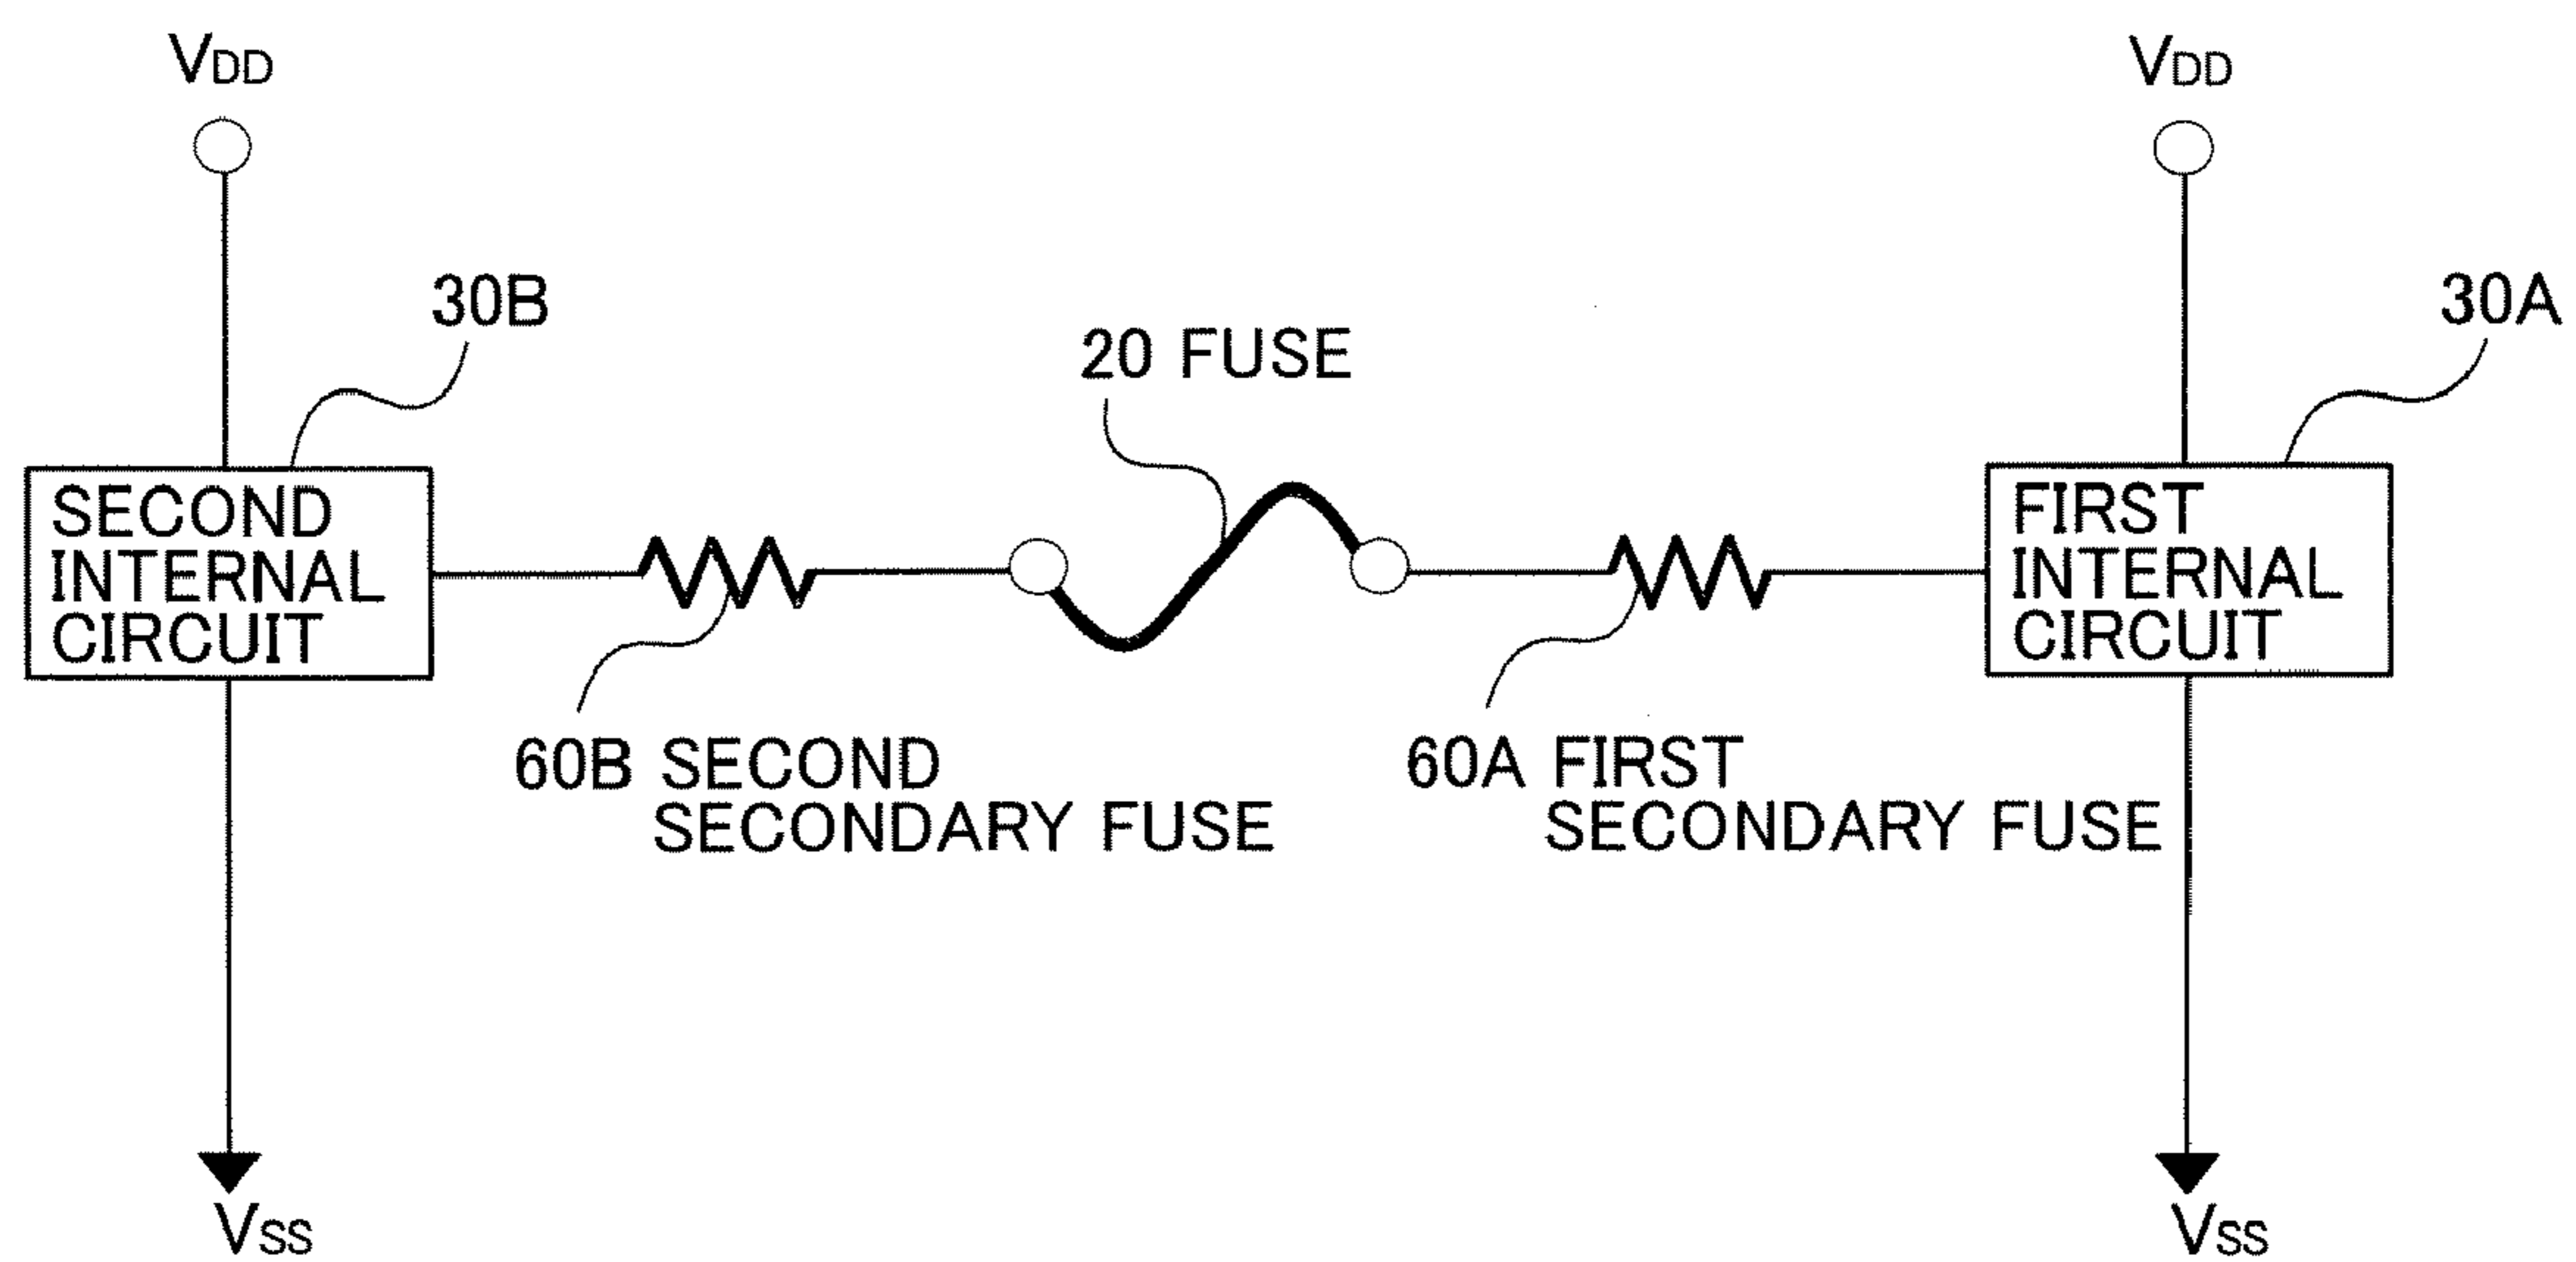 VDD
VDD
30B
30A
20 FUSE
SECOND
INTERNAL
CIRCUIT
FIRST
INTERNAL
CIRCUIT
60B SECOND
SECONDARY FUSE
60A FIRST
SECONDARY FUSE
VSS
VSS